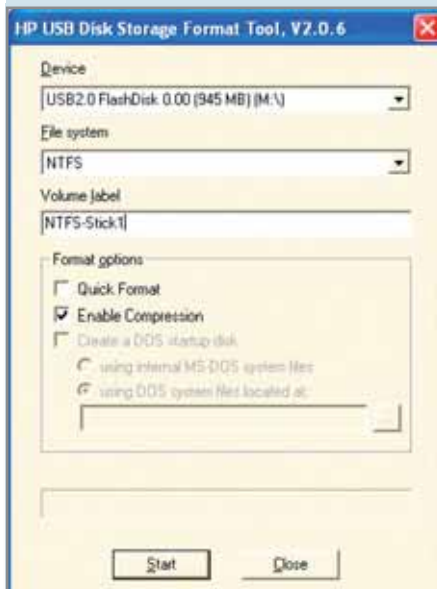 HP USB Disk Storage Format Tool, V2.0.6
Device
USB2.0 FlashDisk 0.00 (945 MB) (M:\)
File system
NTFS
Volume label
NTFS-Stick1
Format options
Quick Format
Enable Compression
Create a DOS startup disk
using internal MS-DOS system files
using DOS system files located at:
...
Start
Close